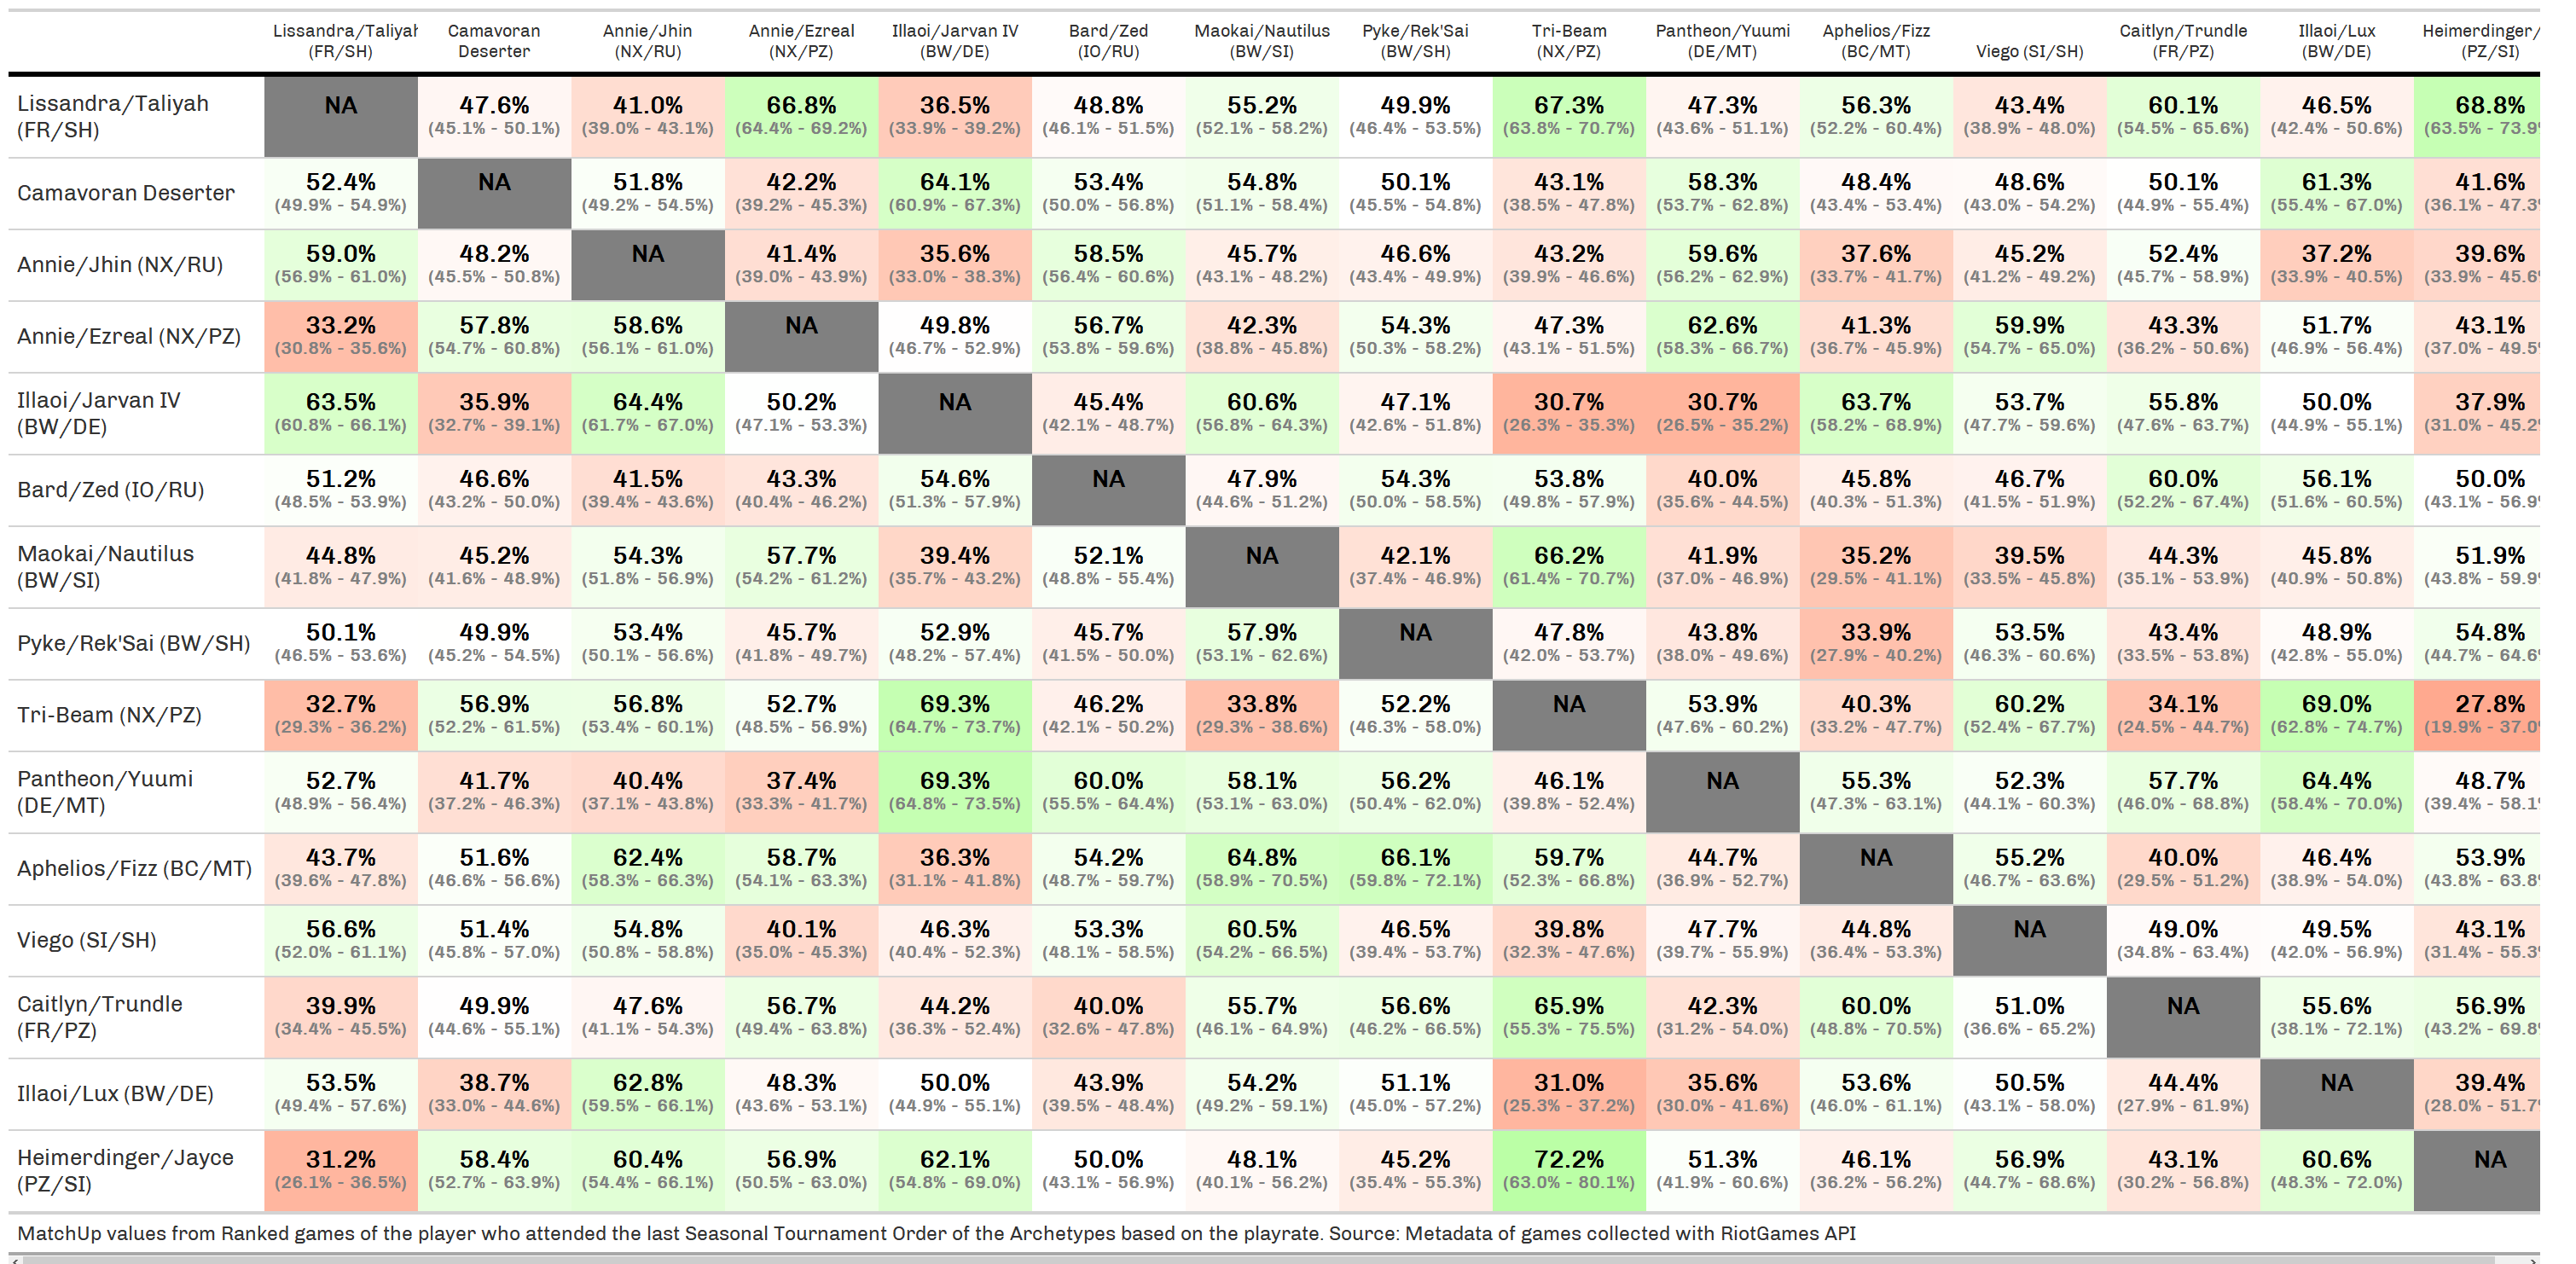 Lissandra/Taliyah Camavoran Annie/Jhin Annie/Ezreal Illaoi/Jarvan IV Bard/Zed Maokai/Nautilus Pyke/Rek'Sai Tri-Beam Pantheon/Yuumi Aphelios/Fizz Caitlyn/Trundle Illaoi/Lux Heimerdinger/
(FR/SH) Deserter (NX/RU) (NX/PZ) (BW/DE) (IO/RU) (BW/SI) (BW/SH) (NX/PZ) (DE/MT) (BC/MT) Viego (SI/SH) (FR/PZ) (BW/DE) (PZ/SI)
Lissandra/Taliyah NA 47.6% 41.0% 66.8% 36.5% 48.8% 55.2% 49.9% 67.3% 47.3% 56.3% 43.4% 60.1% 46.5% 68.8%
(FR/SH) (45.1% - 50.1%) (39.0% - 43.1%) (64.4% - 69.2%) (33.9% - 39.2%) (46.1% - 51.5%) (52.1% - 58.2%) (46.4% - 53.5%) (63.8% - 70.7%) (43.6% - 51.1%) (52.2% - 60.4%) (38.9% - 48.0%) (54.5% - 65.6%) (42.4% - 50.6%) (63.5% - 73.9%
Camavoran Deserter 52.4% NA 51.8% 42.2% 64.1% 53.4% 54.8% 50.1% 43.1% 58.3% 48.4% 48.6% 50.1% 61.3% 41.6%
(49.9% - 54.9%) (49.2% - 54.5%) (39.2% - 45.3%) (60.9% - 67.3%) (50.0% - 56.8%) (51.1% - 58.4%) (45.5% - 54.8%) (38.5% - 47.8%) (53.7% - 62.8%) (43.4% - 53.4%) (43.0% - 54.2%) (44.9% - 55.4%) (55.4% - 67.0%) (36.1% - 47.3%
Annie/Jhin (NX/RU) 59.0% 48.2% NA 41.4% 35.6% 58.5% 45.7% 46.6% 43.2% 59.6% 37.6% 45.2% 52.4% 37.2% 39.6%
(56.9% - 61.0%) (45.5% - 50.8%) (39.0% - 43.9%) (33.0% - 38.3%) (56.4% - 60.6%) (43.1% - 48.2%) (43.4% - 49.9%) (39.9% - 46.6%) (56.2% - 62.9%) (33.7% - 41.7%) (41.2% - 49.2%) (45.7% - 58.9%) (33.9% - 40.5%) (33.9% - 45.6%
Annie/Ezreal (NX/PZ) 33.2% 57.8% 58.6% NA 49.8% 56.7% 42.3% 54.3% 47.3% 62.6% 41.3% 59.9% 43.3% 51.7% 43.1%
(30.8% - 35.6%) (54.7% - 60.8%) (56.1% - 61.0%) (46.7% - 52.9%) (53.8% - 59.6%) (38.8% - 45.8%) (50.3% - 58.2%) (43.1% - 51.5%) (58.3% - 66.7%) (36.7% - 45.9%) (54.7% - 65.0%) (36.2% - 50.6%) (46.9% - 56.4%) (37.0% - 49.5%
Illaoi/Jarvan IV 63.5% 35.9% 64.4% 50.2% NA 45.4% 60.6% 47.1% 30.7% 30.7% 63.7% 53.7% 55.8% 50.0% 37.9%
(BW/DE) (60.8% - 66.1%) (32.7% - 39.1%) (61.7% - 67.0%) (47.1% - 53.3%) (42.1% - 48.7%) (56.8% - 64.3%) (42.6% - 51.8%) (26.3% - 35.3%) (26.5% - 35.2%) (58.2% - 68.9%) (47.7% - 59.6%) (47.6% - 63.7%) (44.9% - 55.1%) (31.0% - 45.2%
Bard/Zed (IO/RU) 51.2% 46.6% 41.5% 43.3% 54.6% NA 47.9% 54.3% 53.8% 40.0% 45.8% 46.7% 60.0% 56.1% 50.0%
(48.5% - 53.9%) (43.2% - 50.0%) (39.4% - 43.6%) (40.4% - 46.2%) (51.3% - 57.9%) (44.6% - 51.2%) (50.0% - 58.5%) (49.8% - 57.9%) (35.6% - 44.5%) (40.3% - 51.3%) (41.5% - 51.9%) (52.2% - 67.4%) (51.6% - 60.5%) (43.1% - 56.9%
Maokai/Nautilus 44.8% 45.2% 54.3% 57.7% 39.4% 52.1% NA 42.1% 66.2% 41.9% 35.2% 39.5% 44.3% 45.8% 51.9%
(BW/SI) (41.8% - 47.9%) (41.6% - 48.9%) (51.8% - 56.9%) (54.2% - 61.2%) (35.7% - 43.2%) (48.8% - 55.4%) (37.4% - 46.9%) (61.4% - 70.7%) (37.0% - 46.9%) (29.5% - 41.1%) (33.5% - 45.8%) (35.1% - 53.9%) (40.9% - 50.8%) (43.8% - 59.9%
Pyke/Rek'Sai (BW/SH) 50.1% 49.9% 53.4% 45.7% 52.9% 45.7% 57.9% NA 47.8% 43.8% 33.9% 53.5% 43.4% 48.9% 54.8%
(46.5% - 53.6%) (45.2% - 54.5%) (50.1% - 56.6%) (41.8% - 49.7%) (48.2% - 57.4%) (41.5% - 50.0%) (53.1% - 62.6%) (42.0% - 53.7%) (38.0% - 49.6%) (27.9% - 40.2%) (46.3% - 60.6%) (33.5% - 53.8%) (42.8% - 55.0%) (44.7% - 64.6%
Tri-Beam (NX/PZ) 32.7% 56.9% 56.8% 52.7% 69.3% 46.2% 33.8% 52.2% NA 53.9% 40.3% 60.2% 34.1% 69.0% 27.8%
(29.3% - 36.2%) (52.2% - 61.5%) (53.4% - 60.1%) (48.5% - 56.9%) (64.7% - 73.7%) (42.1% - 50.2%) (29.3% - 38.6%) (46.3% - 58.0%) (47.6% - 60.2%) (33.2% - 47.7%) (52.4% - 67.7%) (24.5% - 44.7%) (62.8% - 74.7%) (19.9% - 37.0%
Pantheon/Yuumi 52.7% 41.7% 40.4% 37.4% 69.3% 60.0% 58.1% 56.2% 46.1% NA 55.3% 52.3% 57.7% 64.4% 48.7%
(DE/MT) (48.9% - 56.4%) (37.2% - 46.3%) (37.1% - 43.8%) (33.3% - 41.7%) (64.8% - 73.5%) (55.5% - 64.4%) (53.1% - 63.0%) (50.4% - 62.0%) (39.8% - 52.4%) (47.3% - 63.1%) (44.1% - 60.3%) (46.0% - 68.8%) (58.4% - 70.0%) (39.4% - 58.1%
Aphelios/Fizz (BC/MT) 43.7% 51.6% 62.4% 58.7% 36.3% 54.2% 64.8% 66.1% 59.7% 44.7% NA 55.2% 40.0% 46.4% 53.9%
(39.6% - 47.8%) (46.6% - 56.6%) (58.3% - 66.3%) (54.1% - 63.3%) (31.1% - 41.8%) (48.7% - 59.7%) (58.9% - 70.5%) (59.8% - 72.1%) (52.3% - 66.8%) (36.9% - 52.7%) (46.7% - 63.6%) (29.5% - 51.2%) (38.9% - 54.0%) (43.8% - 63.8%
Viego (SI/SH) 56.6% 51.4% 54.8% 40.1% 46.3% 53.3% 60.5% 46.5% 39.8% 47.7% 44.8% NA 49.0% 49.5% 43.1%
(52.0% - 61.1%) (45.8% - 57.0%) (50.8% - 58.8%) (35.0% - 45.3%) (40.4% - 52.3%) (48.1% - 58.5%) (54.2% - 66.5%) (39.4% - 53.7%) (32.3% - 47.6%) (39.7% - 55.9%) (36.4% - 53.3%) (34.8% - 63.4%) (42.0% - 56.9%) (31.4% - 55.3%
Caitlyn/Trundle 39.9% 49.9% 47.6% 56.7% 44.2% 40.0% 55.7% 56.6% 65.9% 42.3% 60.0% 51.0% NA 55.6% 56.9%
(FR/PZ) (34.4% - 45.5%) (44.6% - 55.1%) (41.1% - 54.3%) (49.4% - 63.8%) (36.3% - 52.4%) (32.6% - 47.8%) (46.1% - 64.9%) (46.2% - 66.5%) (55.3% - 75.5%) (31.2% - 54.0%) (48.8% - 70.5%) (36.6% - 65.2%) (38.1% - 72.1%) (43.2% - 69.8%
Illaoi/Lux (BW/DE) 53.5% 38.7% 62.8% 48.3% 50.0% 43.9% 54.2% 51.1% 31.0% 35.6% 53.6% 50.5% 44.4% NA 39.4%
(49.4% - 57.6%) (33.0% - 44.6%) (59.5% - 66.1%) (43.6% - 53.1%) (44.9% - 55.1%) (39.5% - 48.4%) (49.2% - 59.1%) (45.0% - 57.2%) (25.3% - 37.2%) (30.0% - 41.6%) (46.0% - 61.1%) (43.1% - 58.0%) (27.9% - 61.9%) (28.0% - 51.7%
Heimerdinger/Jayce 31.2% 58.4% 60.4% 56.9% 62.1% 50.0% 48.1% 45.2% 72.2% 51.3% 46.1% 56.9% 43.1% 60.6% NA
(PZ/SI) (26.1% - 36.5%) (52.7% - 63.9%) (54.4% - 66.1%) (50.5% - 63.0%) (54.8% - 69.0%) (43.1% - 56.9%) (40.1% - 56.2%) (35.4% - 55.3%) (63.0% - 80.1%) (41.9% - 60.6%) (36.2% - 56.2%) (44.7% - 68.6%) (30.2% - 56.8%) (48.3% - 72.0%)
MatchUp values from Ranked games of the player who attended the last Seasonal Tournament Order of the Archetypes based on the playrate. Source: Metadata of games collected with RiotGames API